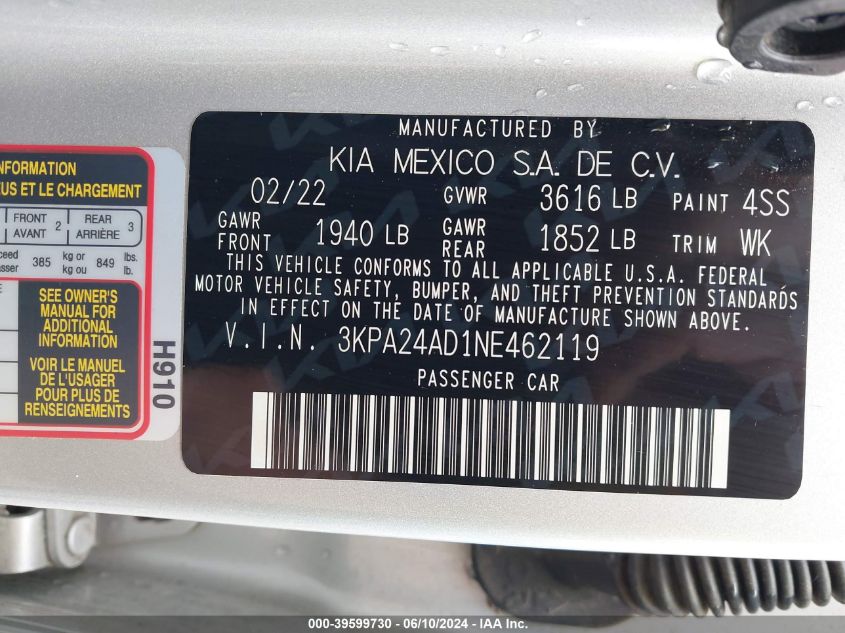 MANUFACTURED BY
KIA MEXICO S.A. DE C.V.
02/22 GVWR 3616 LB PAINT 4SS
GAWR FRONT 1940 LB GAWR REAR 1852 LB TRIM WK
THIS VEHICLE CONFORMS TO ALL APPLICABLE U.S.A. FEDERAL
MOTOR VEHICLE SAFETY, BUMPER, AND THEFT PREVENTION STANDARDS
IN EFFECT ON THE DATE OF MANUFACTURE SHOWN ABOVE.
V.I.N. 3KPA24AD1NE462119
PASSENGER CAR
INFORMATION
ET LE CHARGEMENT
FRONT AVANT 2 REAR ARRIÈRE 3
385 kg or kg ou 849 lbs. lb.
SEE OWNER'S
MANUAL FOR
ADDITIONAL
INFORMATION
VOIR LE MANUEL
DE L'USAGER
POUR PLUS DE
RENSEIGNEMENTS
H910
000-39599730 - 06/10/2024 - IAA Inc.